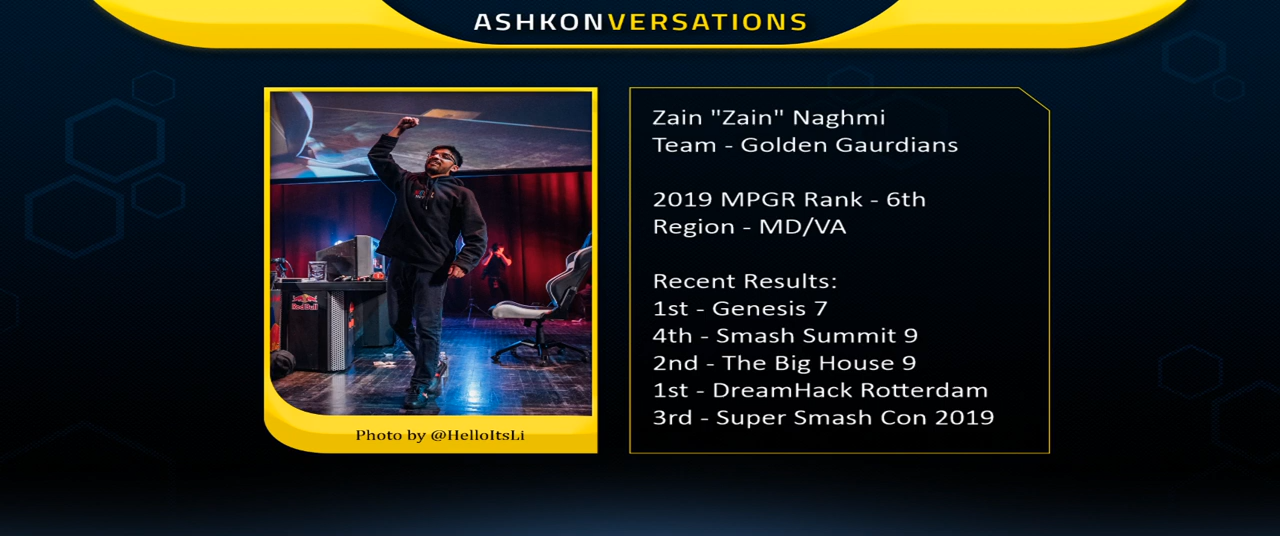 ASHKONVERSATIONS
Zain "Zain" Naghmi
Team - Golden Gaurdians
2019 MPGR Rank - 6th
Region - MD/VA
Recent Results:
1st - Genesis 7
4th - Smash Summit 9
2nd - The Big House 9
1st - DreamHack Rotterdam
3rd - Super Smash Con 2019
Red Bull
Photo by @HelloItsLi